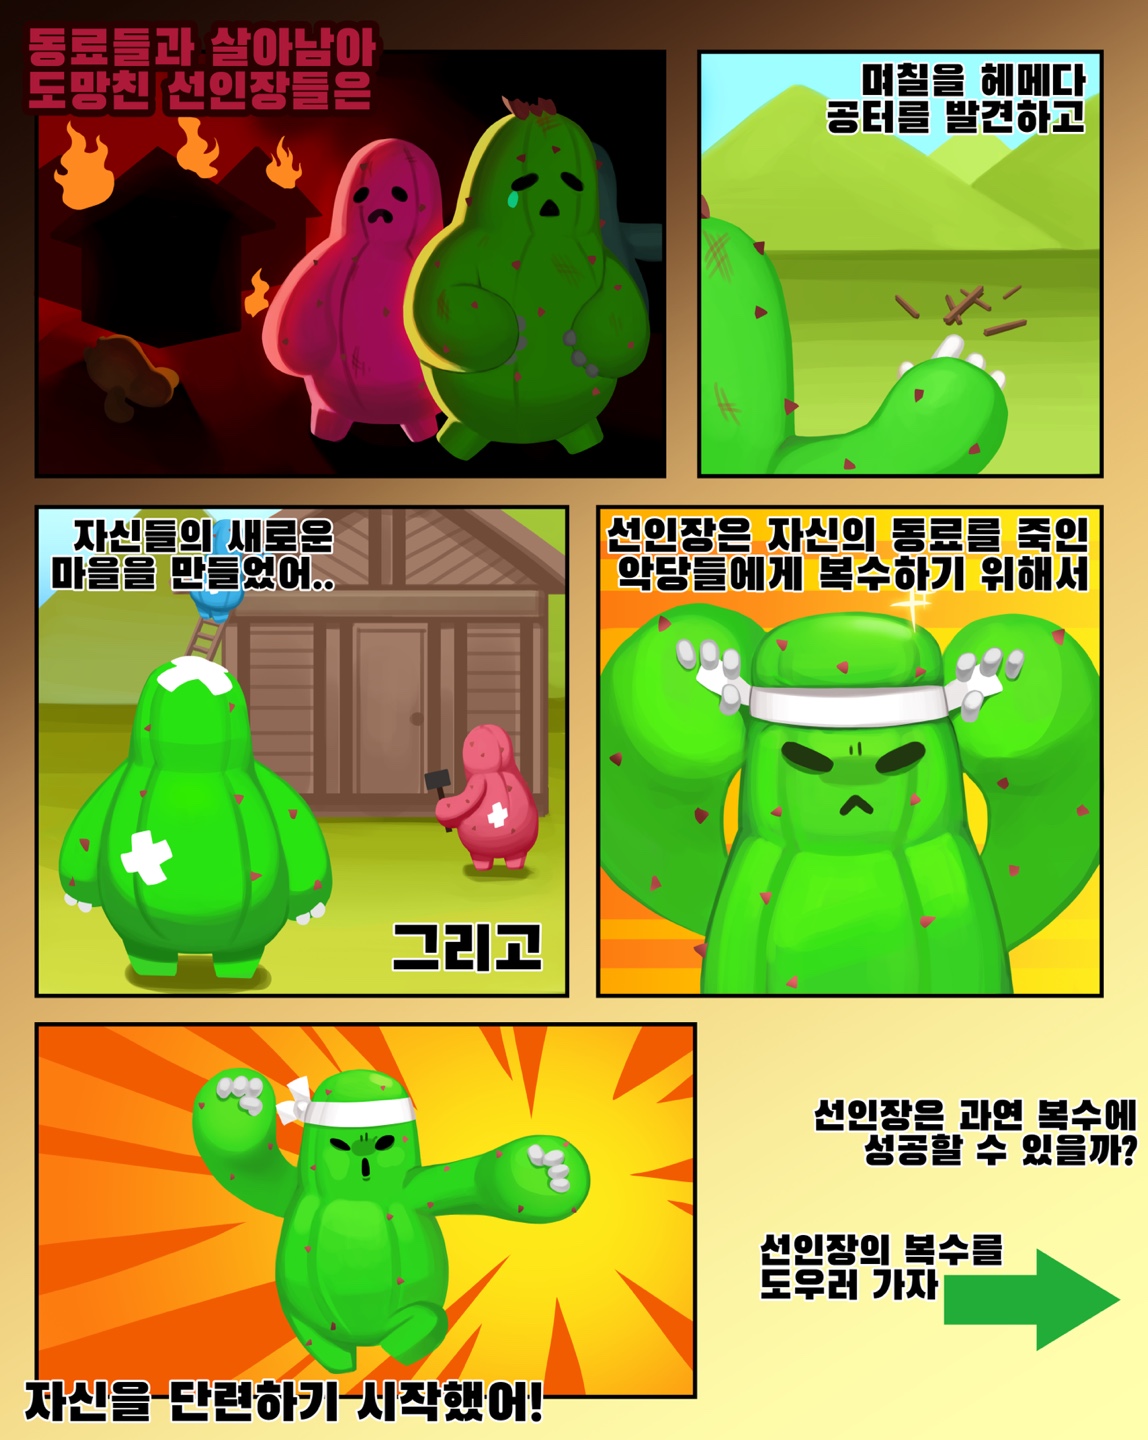 동료들과 살아남아
도망친 선인장들은
며칠을 헤메다
공터를 발견하고
자신들의 새로운
마을을 만들었어..
그리고
선인장은 자신의 동료를 죽인
악당들에게 복수하기 위해서
자신을 단련하기 시작했어!
선인장은 과연 복수에
성공할 수 있을까?
선인장의 복수를
도우러 가자